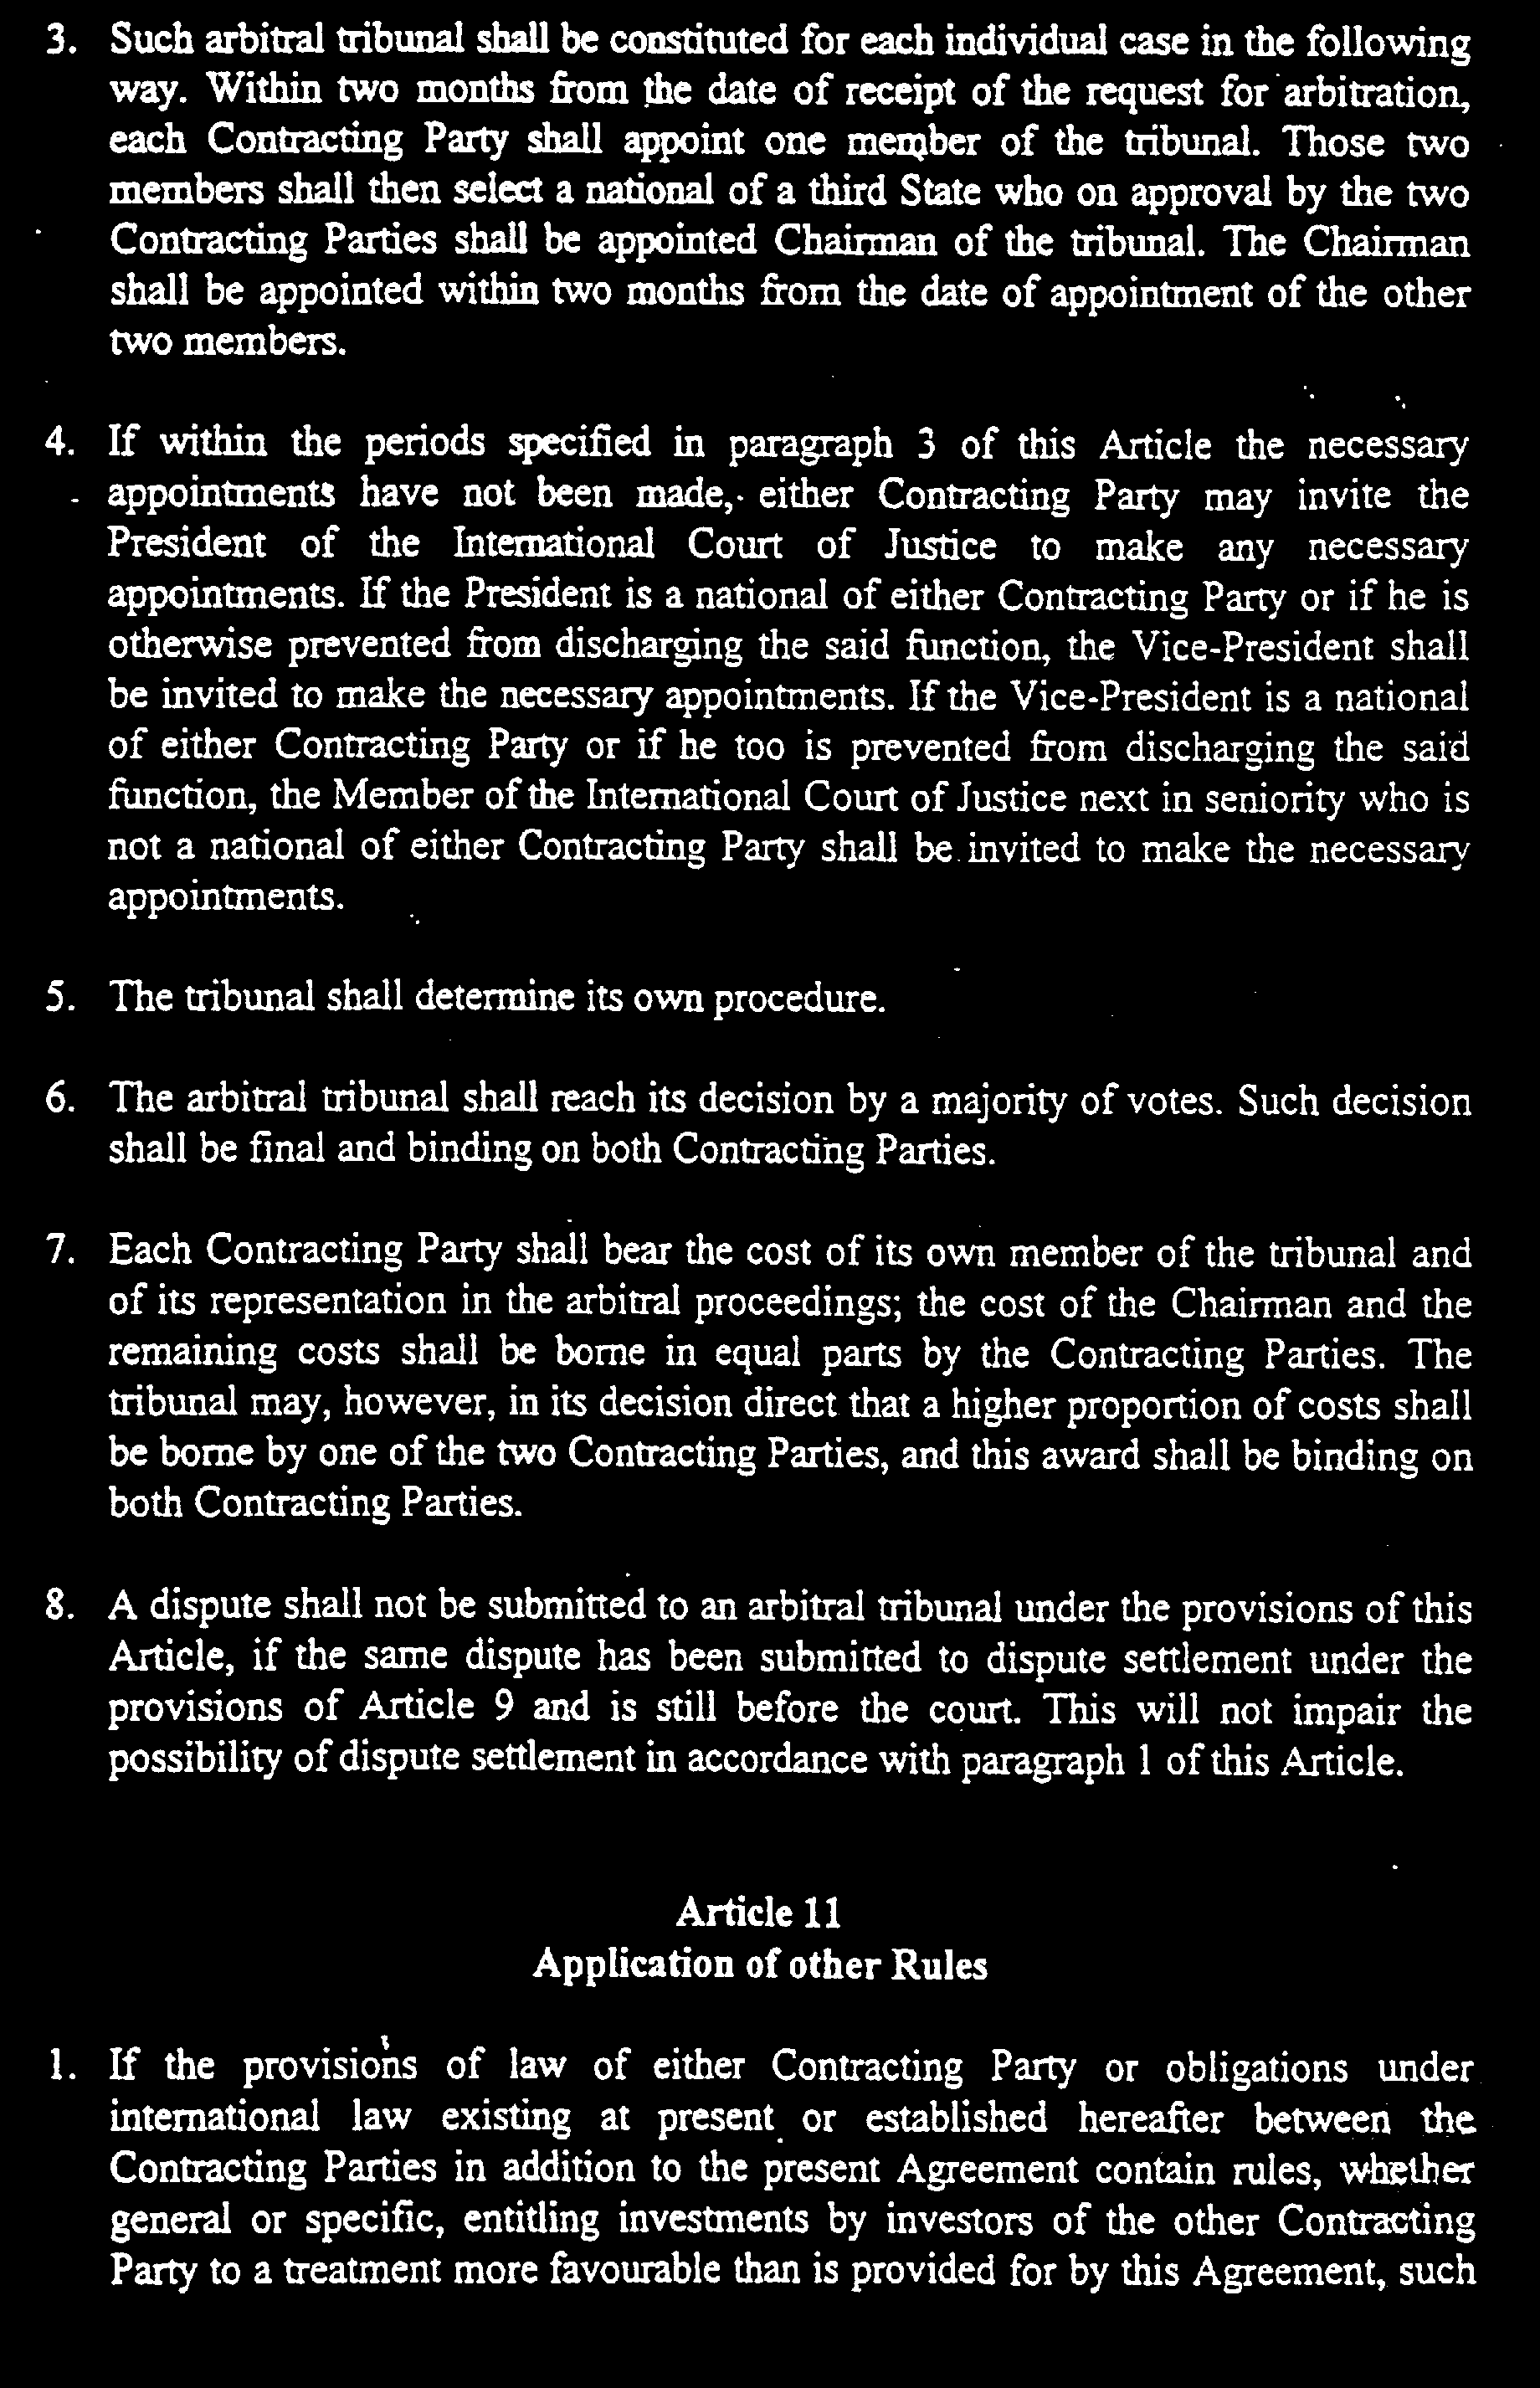 3. Such arbitral tribunal shall be constituted for each individual case in the following
way. Within two months from the date of receipt of the request for arbitration,
each Contracting Party shall appoint one member of the tribunal. Those two
members shall then select a national of a third State who on approval by the two
Contracting Parties shall be appointed Chairman of the tribunal. The Chairman
shall be appointed within two months from the date of appointment of the other
two members.
4. If within the periods specified in paragraph 3 of this Article the necessary
appointments have not been made, either Contracting Party may invite the
President of the International Court of Justice to make any necessary
appointments. If the President is a national of either Contracting Party or if he is
otherwise prevented from discharging the said function, the Vice-President shall
be invited to make the necessary appointments. If the Vice-President is a national
of either Contracting Party or if he too is prevented from discharging the said
function, the Member of the International Court of Justice next in seniority who is
not a national of either Contracting Party shall be invited to make the necessary
appointments.
5. The tribunal shall determine its own procedure.
6. The arbitral tribunal shall reach its decision by a majority of votes. Such decision
shall be final and binding on both Contracting Parties.
7. Each Contracting Party shall bear the cost of its own member of the tribunal and
of its representation in the arbitral proceedings; the cost of the Chairman and the
remaining costs shall be borne in equal parts by the Contracting Parties. The
tribunal may, however, in its decision direct that a higher proportion of costs shall
be borne by one of the two Contracting Parties, and this award shall be binding on
both Contracting Parties.
8. A dispute shall not be submitted to an arbitral tribunal under the provisions of this
Article, if the same dispute has been submitted to dispute settlement under the
provisions of Article 9 and is still before the court. This will not impair the
possibility of dispute settlement in accordance with paragraph 1 of this Article.
Article 11
Application of other Rules
1. If the provisions of law of either Contracting Party or obligations under
international law existing at present or established hereafter between the
Contracting Parties in addition to the present Agreement contain rules, whether
general or specific, entitling investments by investors of the other Contracting
Party to a treatment more favourable than is provided for by this Agreement, such